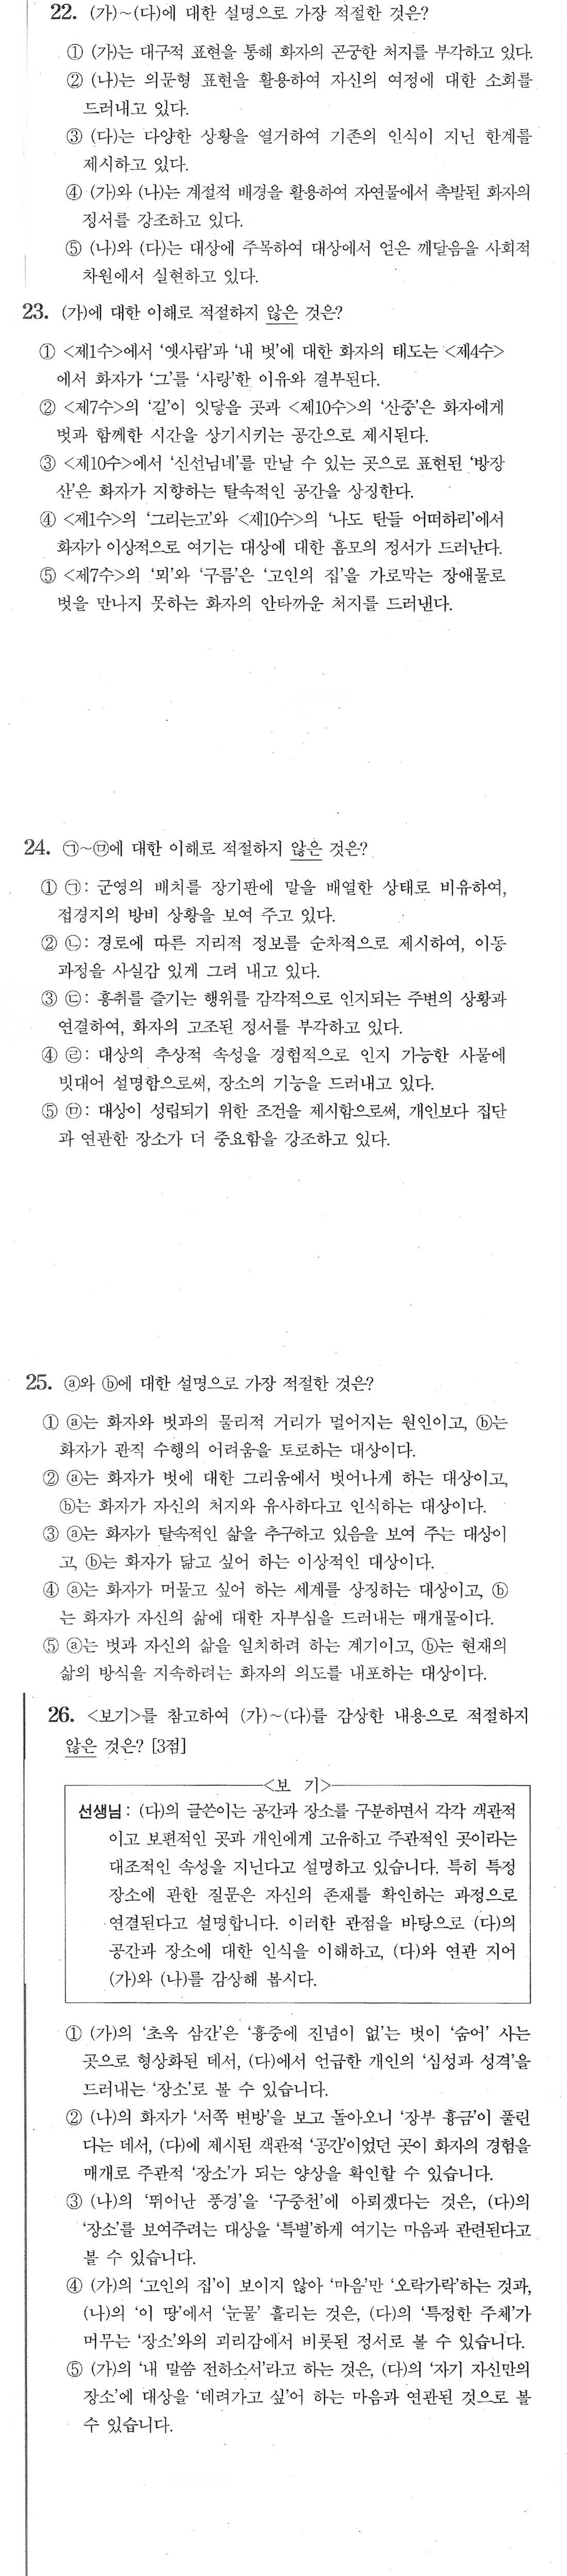 22. (가)~(다)에 대한 설명으로 가장 적절한 것은?
① (가)는 대구적 표현을 통해 화자의 곤궁한 처지를 부각하고 있다.
② (나)는 의문형 표현을 활용하여 자신의 여정에 대한 소회를
드러내고 있다.
③ (다)는 다양한 상황을 열거하여 기존의 인식이 지닌 한계를
제시하고 있다.
④ (가)와 (나)는 계절적 배경을 활용하여 자연물에서 촉발된 화자의
정서를 강조하고 있다.
⑤ (나)와 (다)는 대상에 주목하여 대상에서 얻은 깨달음을 사회적
차원에서 실현하고 있다.
23. (가)에 대한 이해로 적절하지 않은 것은?
① <제1수>에서 ‘옛사람’과 ‘내 벗’에 대한 화자의 태도는 <제4수>
에서 화자가 ‘그’를 ‘사랑’한 이유와 결부된다.
② <제7수>의 ‘길’이 잇닿을 곳과 <제10수>의 ‘산중’은 화자에게
벗과 함께한 시간을 상기시키는 공간으로 제시된다.
③ <제10수>에서 ‘신선님네’를 만날 수 있는 곳으로 표현된 ‘방장
산’은 화자가 지향하는 탈속적인 공간을 상징한다.
④ <제1수>의 ‘그리는고’와 <제10수>의 ‘나도 탄들 어떠하리’에서
화자가 이상적으로 여기는 대상에 대한 흠모의 정서가 드러난다.
⑤ <제7수>의 ‘뫼’와 ‘구름’은 ‘고인의 집’을 가로막는 장애물로
벗을 만나지 못하는 화자의 안타까운 처지를 드러낸다.
24. ㉠~㉤에 대한 이해로 적절하지 않은 것은?
① ㉠: 군영의 배치를 장기판에 말을 배열한 상태로 비유하여,
접경지의 방비 상황을 보여 주고 있다.
② ㉡: 경로에 따른 지리적 정보를 순차적으로 제시하여, 이동
과정을 사실감 있게 그려 내고 있다.
③ ㉢: 흥취를 즐기는 행위를 감각적으로 인지되는 주변의 상황과
연결하여, 화자의 고조된 정서를 부각하고 있다.
④ ㉣: 대상의 추상적 속성을 경험적으로 인지 가능한 사물에
빗대어 설명함으로써, 장소의 기능을 드러내고 있다.
⑤ ㉤: 대상이 성립되기 위한 조건을 제시함으로써, 개인보다 집단
과 연관한 장소가 더 중요함을 강조하고 있다.
25. ⓐ와 ⓑ에 대한 설명으로 가장 적절한 것은?
① ⓐ는 화자와 벗과의 물리적 거리가 멀어지는 원인이고, ⓑ는
화자가 관직 수행의 어려움을 토로하는 대상이다.
② ⓐ는 화자가 벗에 대한 그리움에서 벗어나게 하는 대상이고,
ⓑ는 화자가 자신의 처지와 유사하다고 인식하는 대상이다.
③ ⓐ는 화자가 탈속적인 삶을 추구하고 있음을 보여 주는 대상이
고, ⓑ는 화자가 닮고 싶어 하는 이상적인 대상이다.
④ ⓐ는 화자가 머물고 싶어 하는 세계를 상징하는 대상이고, ⓑ
는 화자가 자신의 삶에 대한 자부심을 드러내는 매개물이다.
⑤ ⓐ는 벗과 자신의 삶을 일치하려 하는 계기이고, ⓑ는 현재의
삶의 방식을 지속하려는 화자의 의도를 내포하는 대상이다.
26. <보기>를 참고하여 (가)~(다)를 감상한 내용으로 적절하지
않은 것은? [3점]
<보 기>
선생님 : (다)의 글쓴이는 공간과 장소를 구분하면서 각각 객관적
이고 보편적인 곳과 개인에게 고유하고 주관적인 곳이라는
대조적인 속성을 지닌다고 설명하고 있습니다. 특히 특정
장소에 관한 질문은 자신의 존재를 확인하는 과정으로
연결된다고 설명합니다. 이러한 관점을 바탕으로 (다)의
공간과 장소에 대한 인식을 이해하고, (다)와 연관 지어
(가)와 (나)를 감상해 봅시다.
① (가)의 ‘초옥 삼간’은 ‘흉중에 진념이 없’는 벗이 ‘숨어’ 사는
곳으로 형상화된 데서, (다)에서 언급한 개인의 ‘심성과 성격’을
드러내는 ‘장소’로 볼 수 있습니다.
② (나)의 화자가 ‘서쪽 변방’을 보고 돌아오니 ‘장부 흉금’이 풀린
다는 데서, (다)에 제시된 객관적 ‘공간’이었던 곳이 화자의 경험을
매개로 주관적 ‘장소’가 되는 양상을 확인할 수 있습니다.
③ (나)의 ‘뛰어난 풍경’을 ‘구중천’에 아뢰겠다는 것은, (다)의
‘장소’를 보여주려는 대상을 ‘특별’하게 여기는 마음과 관련된다고
볼 수 있습니다.
④ (가)의 ‘고인의 집’이 보이지 않아 ‘마음’만 ‘오락가락’하는 것과,
(나)의 ‘이 땅’에서 ‘눈물’ 흘리는 것은, (다)의 ‘특정한 주체’가
머무는 ‘장소’와의 괴리감에서 비롯된 정서로 볼 수 있습니다.
⑤ (가)의 ‘내 말씀 전하소서’라고 하는 것은, (다)의 ‘자기 자신만의
장소’에 대상을 ‘데려가고 싶’어 하는 마음과 연관된 것으로 볼
수 있습니다.